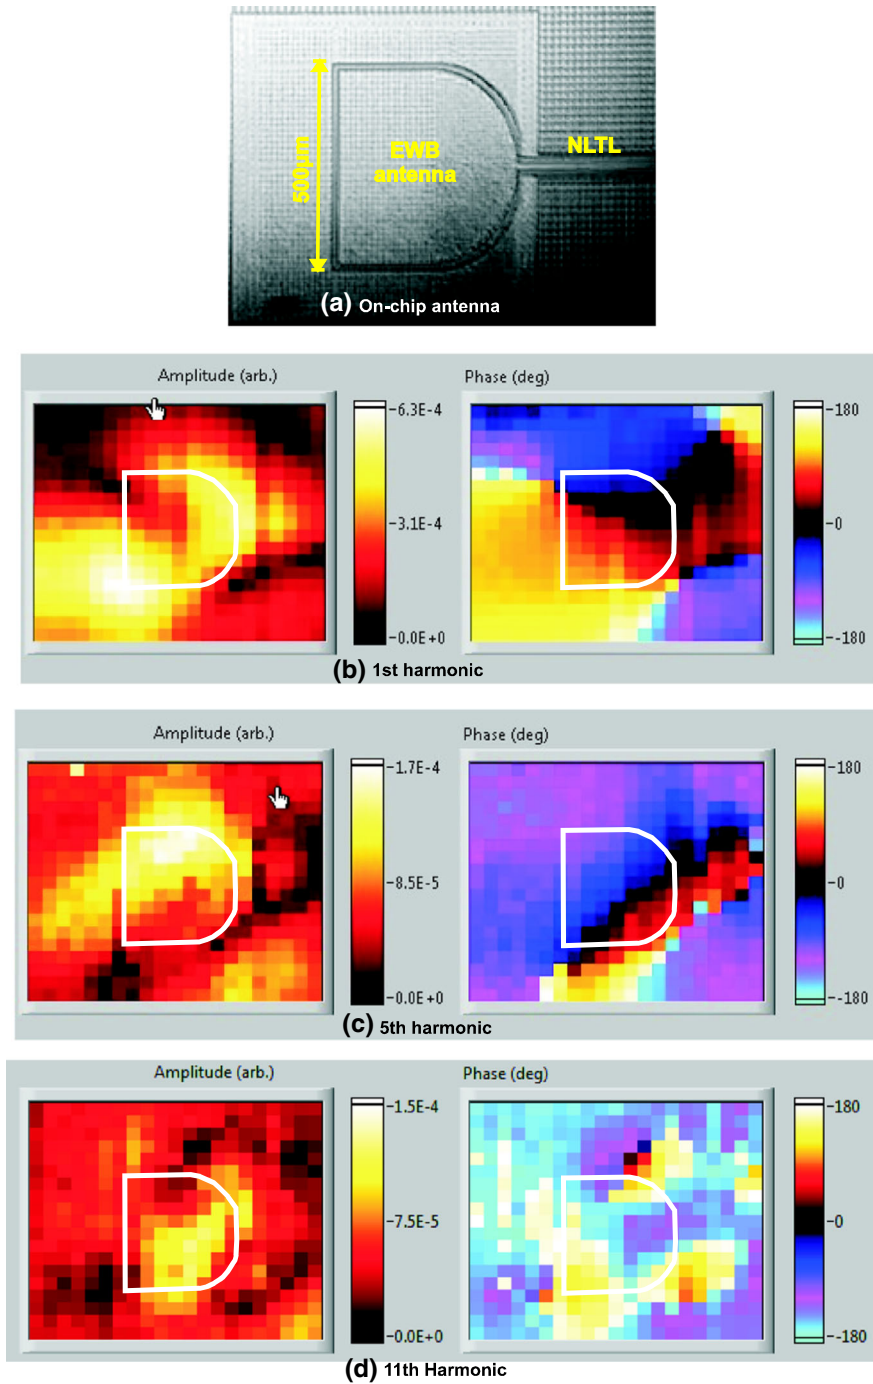 500μm
EWB
antenna
NLTL
(a) On-chip antenna
Amplitude (arb.)
Phase (deg)
6.3E-4
3.1E-4
0.0E+0
180
0
-180
(b) 1st harmonic
Amplitude (arb.)
Phase (deg)
1.7E-4
8.5E-5
0.0E+0
180
0
-180
(c) 5th harmonic
Amplitude (arb.)
Phase (deg)
1.5E-4
7.5E-5
0.0E+0
180
0
-180
(d) 11th Harmonic